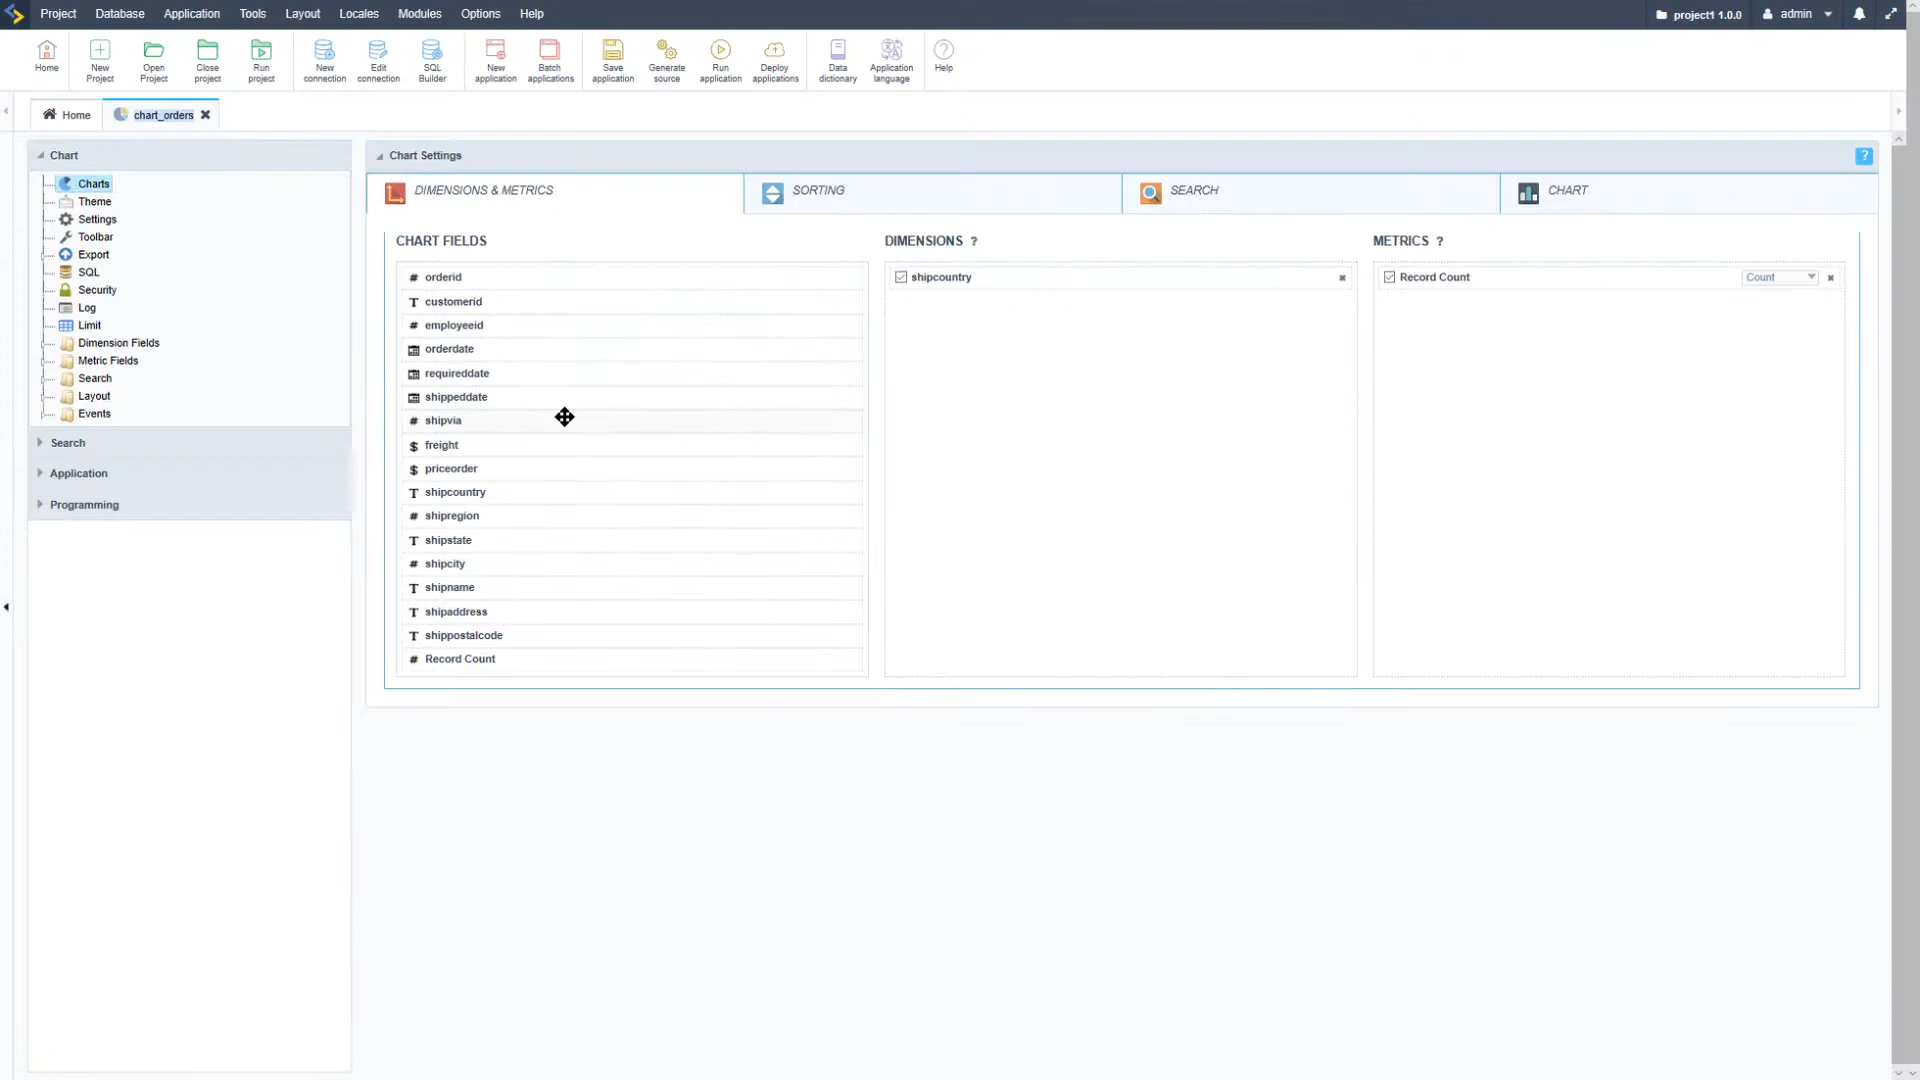 Project Database Application Tools Layout Locales Modules Options Help project1 1.0.0 admin
Home New Project Open Project Close project Run project New connection Edit connection SQL Builder New application Batch applications Save application Generate source Run application Deploy applications Data dictionary Application language Help
Home chart_orders
Chart
Charts
Theme
Settings
Toolbar
Export
SQL
Security
Log
Limit
Dimension Fields
Metric Fields
Search
Layout
Events
Search
Application
Programming
Chart Settings ?
DIMENSIONS & METRICS SORTING SEARCH CHART
CHART FIELDS DIMENSIONS ? METRICS ?
# orderid
T customerid
# employeeid
orderdate
requireddate
shippeddate
# shipvia
$ freight
$ priceorder
T shipcountry
# shipregion
T shipstate
# shipcity
T shipname
T shipaddress
T shippostalcode
# Record Count
shipcountry
Record Count Count